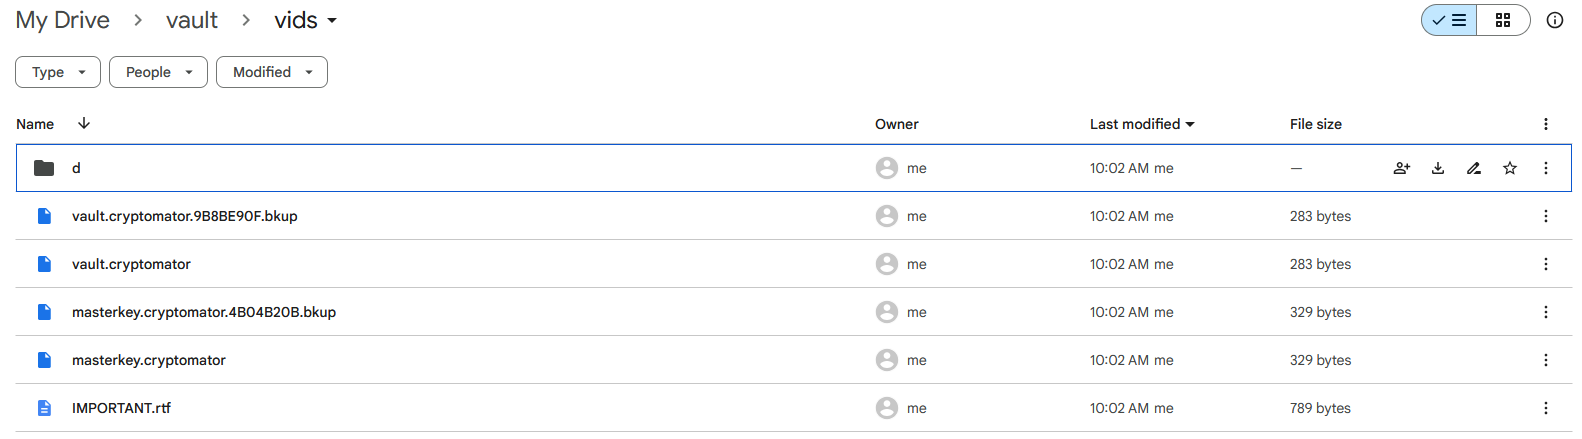 My Drive > vault > vids
Type People Modified
Name Owner Last modified File size
d me 10:02 AM me —
vault.cryptomator.9B8BE90F.bkup me 10:02 AM me 283 bytes
vault.cryptomator me 10:02 AM me 283 bytes
masterkey.cryptomator.4B04B20B.bkup me 10:02 AM me 329 bytes
masterkey.cryptomator me 10:02 AM me 329 bytes
IMPORTANT.rtf me 10:02 AM me 789 bytes